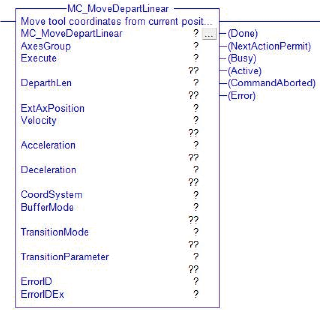 MC_MoveDepartLinear
Move tool coordinates from current posit...
MC_MoveDepartLinear ? ... (Done)
AxesGroup ? (NextActionPermit)
Execute ? (Busy)
?? (Active)
DeparthLen ? (CommandAborted)
?? (Error)
ExtAxPosition ?
Velocity ?
??
Acceleration ?
??
Deceleration ?
??
CoordSystem ?
BufferMode ?
??
TransitionMode ?
??
TransitionParameter ?
??
ErrorID ?
ErrorIDEx ?